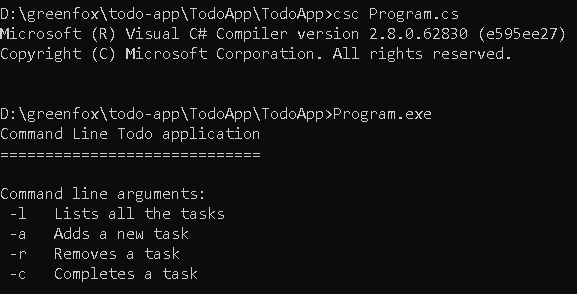 D:\greenfox\todo-app\TodoApp\TodoApp>csc Program.cs
Microsoft (R) Visual C# Compiler version 2.8.0.62830 (e595ee27)
Copyright (C) Microsoft Corporation. All rights reserved.
D:\greenfox\todo-app\TodoApp\TodoApp>Program.exe
Command Line Todo application
=============================
Command line arguments:
 -l   Lists all the tasks
 -a   Adds a new task
 -r   Removes a task
 -c   Completes a task